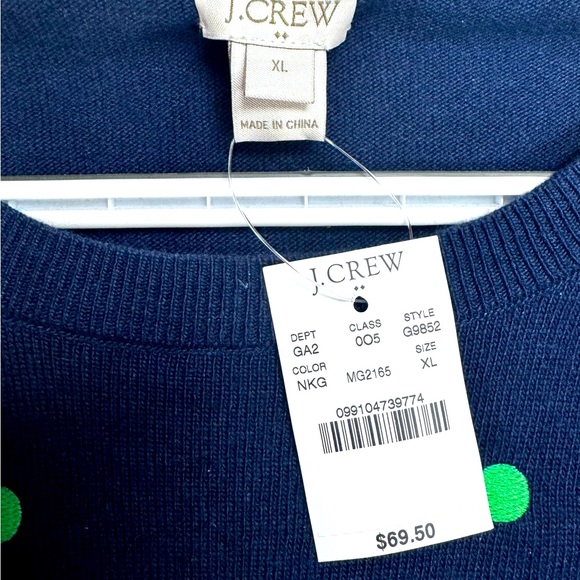 J.CREW
XL
MADE IN CHINA
J.CREW
DEPT CLASS STYLE
GA2 0O5 G9852
COLOR SIZE
NKG MG2165 XL
099104739774
$69.50